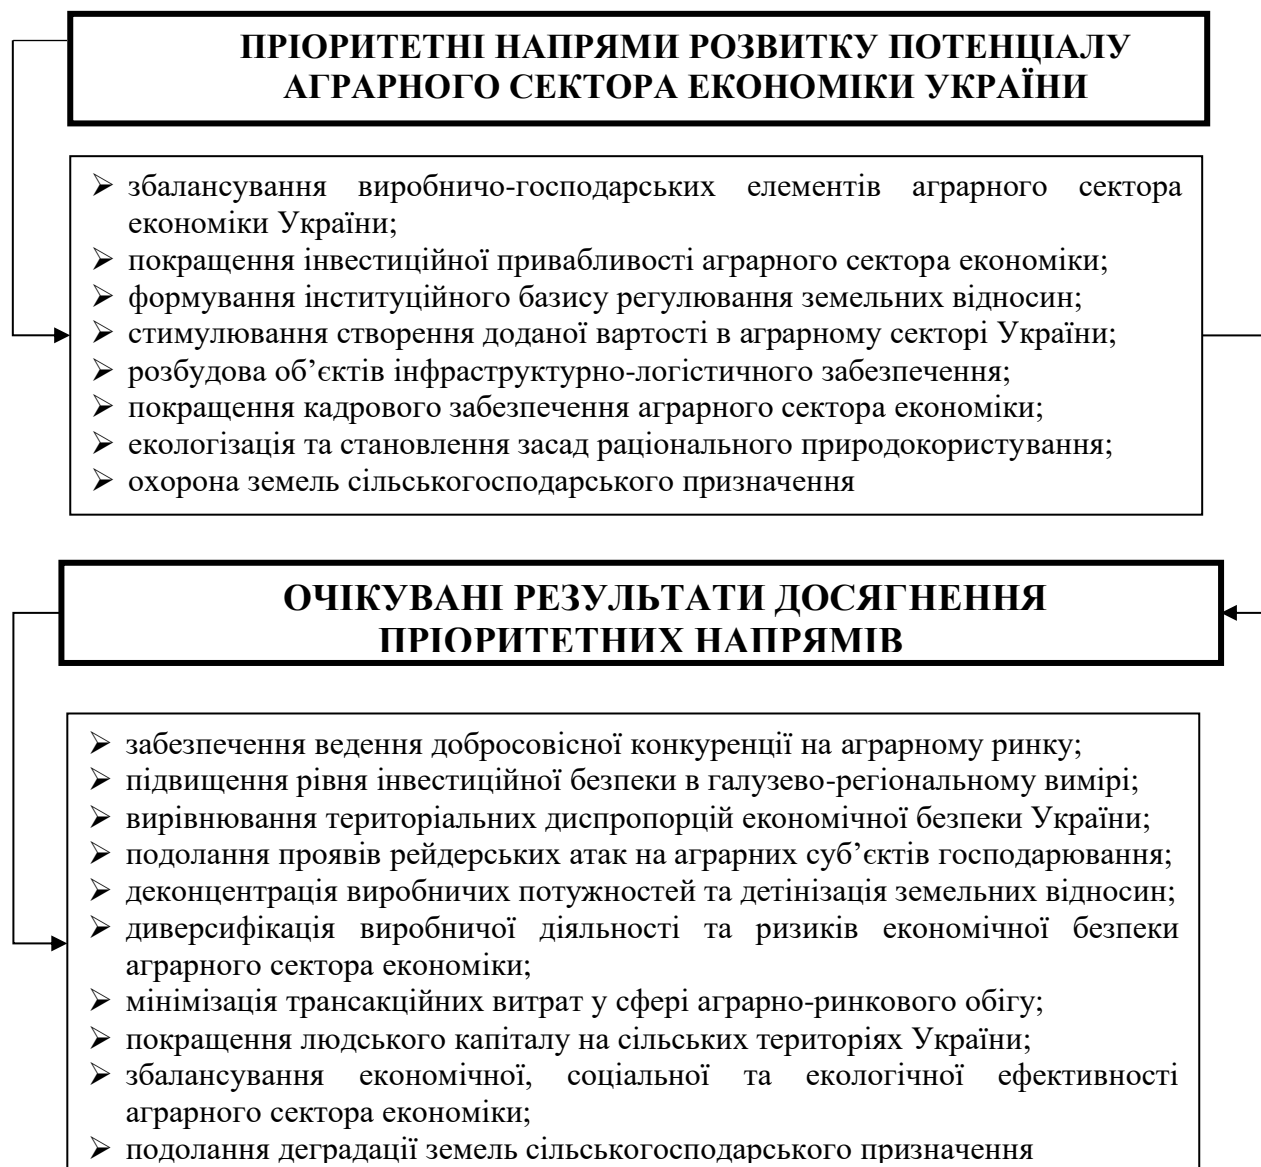 ПРІОРИТЕТНІ НАПРЯМИ РОЗВИТКУ ПОТЕНЦІАЛУ
АГРАРНОГО СЕКТОРА ЕКОНОМІКИ УКРАЇНИ
➢ збалансування виробничо-господарських елементів аграрного сектора
економіки України;
➢ покращення інвестиційної привабливості аграрного сектора економіки;
➢ формування інституційного базису регулювання земельних відносин;
➢ стимулювання створення доданої вартості в аграрному секторі України;
➢ розбудова об’єктів інфраструктурно-логістичного забезпечення;
➢ покращення кадрового забезпечення аграрного сектора економіки;
➢ екологізація та становлення засад раціонального природокористування;
➢ охорона земель сільськогосподарського призначення
ОЧІКУВАНІ РЕЗУЛЬТАТИ ДОСЯГНЕННЯ
ПРІОРИТЕТНИХ НАПРЯМІВ
➢ забезпечення ведення добросовісної конкуренції на аграрному ринку;
➢ підвищення рівня інвестиційної безпеки в галузево-регіональному вимірі;
➢ вирівнювання територіальних диспропорцій економічної безпеки України;
➢ подолання проявів рейдерських атак на аграрних суб’єктів господарювання;
➢ деконцентрація виробничих потужностей та детінізація земельних відносин;
➢ диверсифікація виробничої діяльності та ризиків економічної безпеки
аграрного сектора економіки;
➢ мінімізація трансакційних витрат у сфері аграрно-ринкового обігу;
➢ покращення людського капіталу на сільських територіях України;
➢ збалансування економічної, соціальної та екологічної ефективності
аграрного сектора економіки;
➢ подолання деградації земель сільськогосподарського призначення